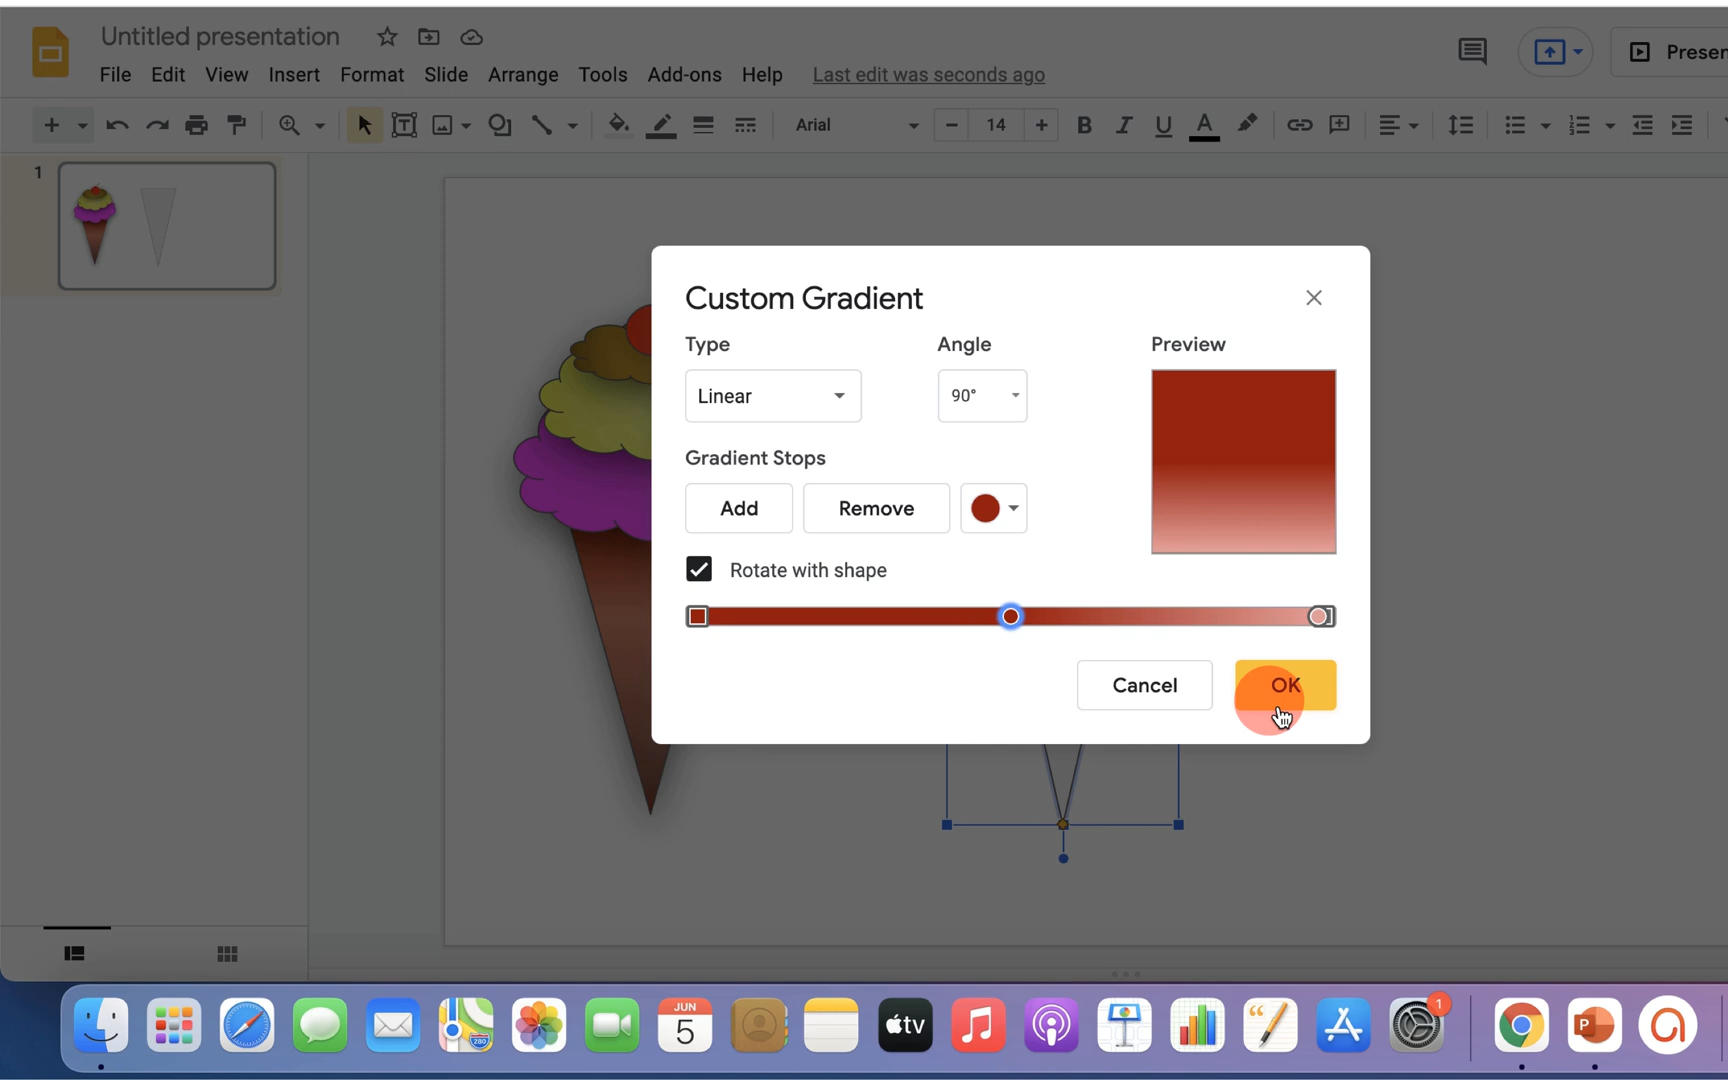 Untitled presentation
File Edit View Insert Format Slide Arrange Tools Add-ons Help Last edit was seconds ago
Presen
Arial 14 B I U A
1
Custom Gradient
Type Angle Preview
Linear 90°
Gradient Stops
Add Remove
Rotate with shape
Cancel OK
JUN
5
280
tv
1
P